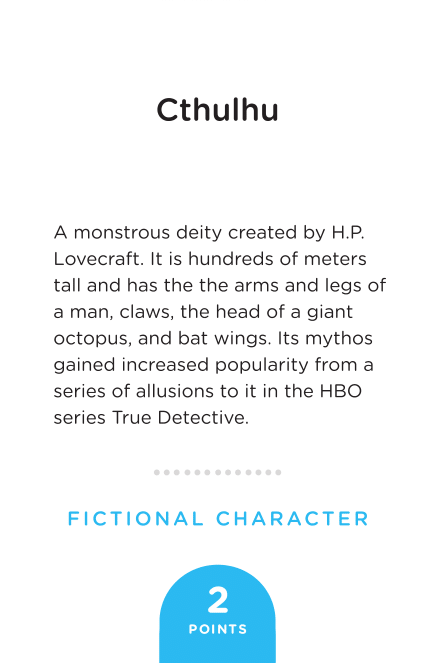 Cthulhu
A monstrous deity created by H.P.
Lovecraft. It is hundreds of meters
tall and has the the arms and legs of
a man, claws, the head of a giant
octopus, and bat wings. Its mythos
gained increased popularity from a
series of allusions to it in the HBO
series True Detective.
FICTIONAL CHARACTER
2
POINTS